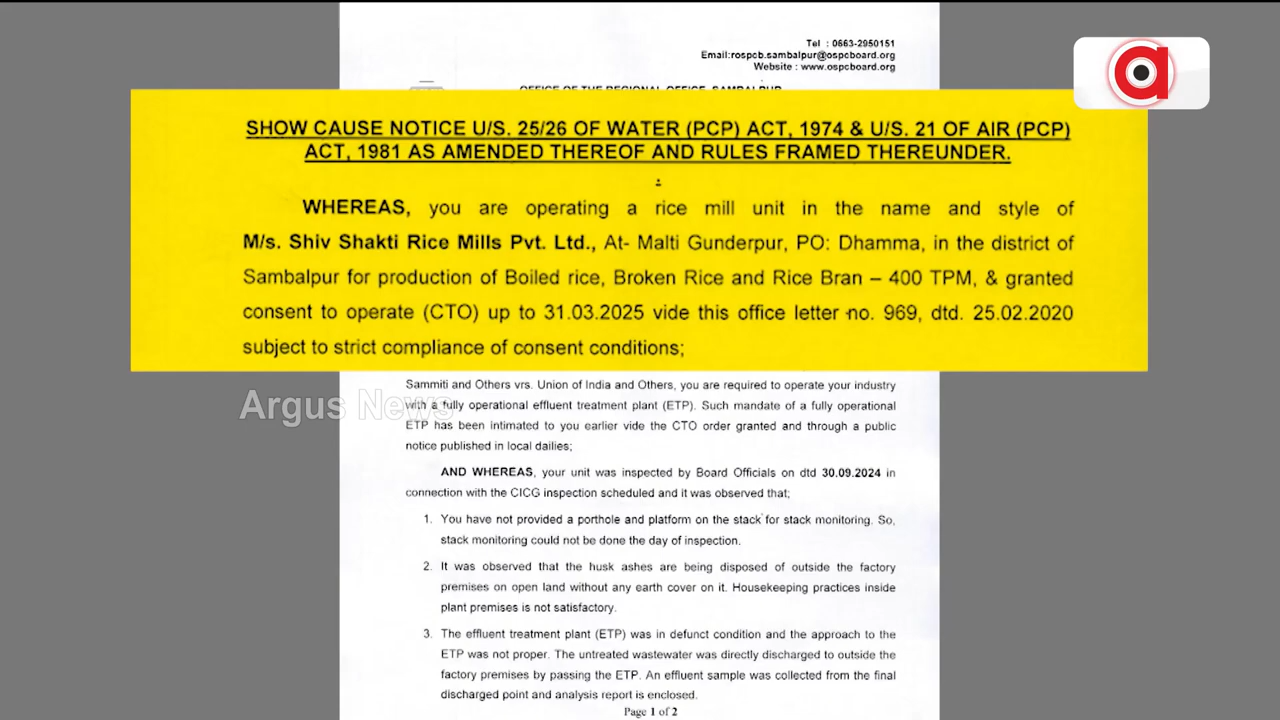 Tel : 0663-2950151
Email:rospcb.sambalpur@ospcboard.org
Website : www.ospcboard.org
OFFICE OF THE REGIONAL OFFICE, SAMBALPUR
SHOW CAUSE NOTICE U/S. 25/26 OF WATER (PCP) ACT, 1974 & U/S. 21 OF AIR (PCP)
ACT, 1981 AS AMENDED THEREOF AND RULES FRAMED THEREUNDER.
WHEREAS, you are operating a rice mill unit in the name and style of
M/s. Shiv Shakti Rice Mills Pvt. Ltd., At- Malti Gunderpur, PO: Dhamma, in the district of
Sambalpur for production of Boiled rice, Broken Rice and Rice Bran – 400 TPM, & granted
consent to operate (CTO) up to 31.03.2025 vide this office letter no. 969, dtd. 25.02.2020
subject to strict compliance of consent conditions;
Sammiti and Others vrs. Union of India and Others, you are required to operate your industry
with a fully operational effluent treatment plant (ETP). Such mandate of a fully operational
ETP has been intimated to you earlier vide the CTO order granted and through a public
notice published in local dailies;
Argus News
AND WHEREAS, your unit was inspected by Board Officials on dtd 30.09.2024 in
connection with the CICG inspection scheduled and it was observed that;
1. You have not provided a porthole and platform on the stack for stack monitoring. So,
stack monitoring could not be done the day of inspection.
2. It was observed that the husk ashes are being disposed of outside the factory
premises on open land without any earth cover on it. Housekeeping practices inside
plant premises is not satisfactory.
3. The effluent treatment plant (ETP) was in defunct condition and the approach to the
ETP was not proper. The untreated wastewater was directly discharged to outside the
factory premises by passing the ETP. An effluent sample was collected from the final
discharged point and analysis report is enclosed.
Page 1 of 2